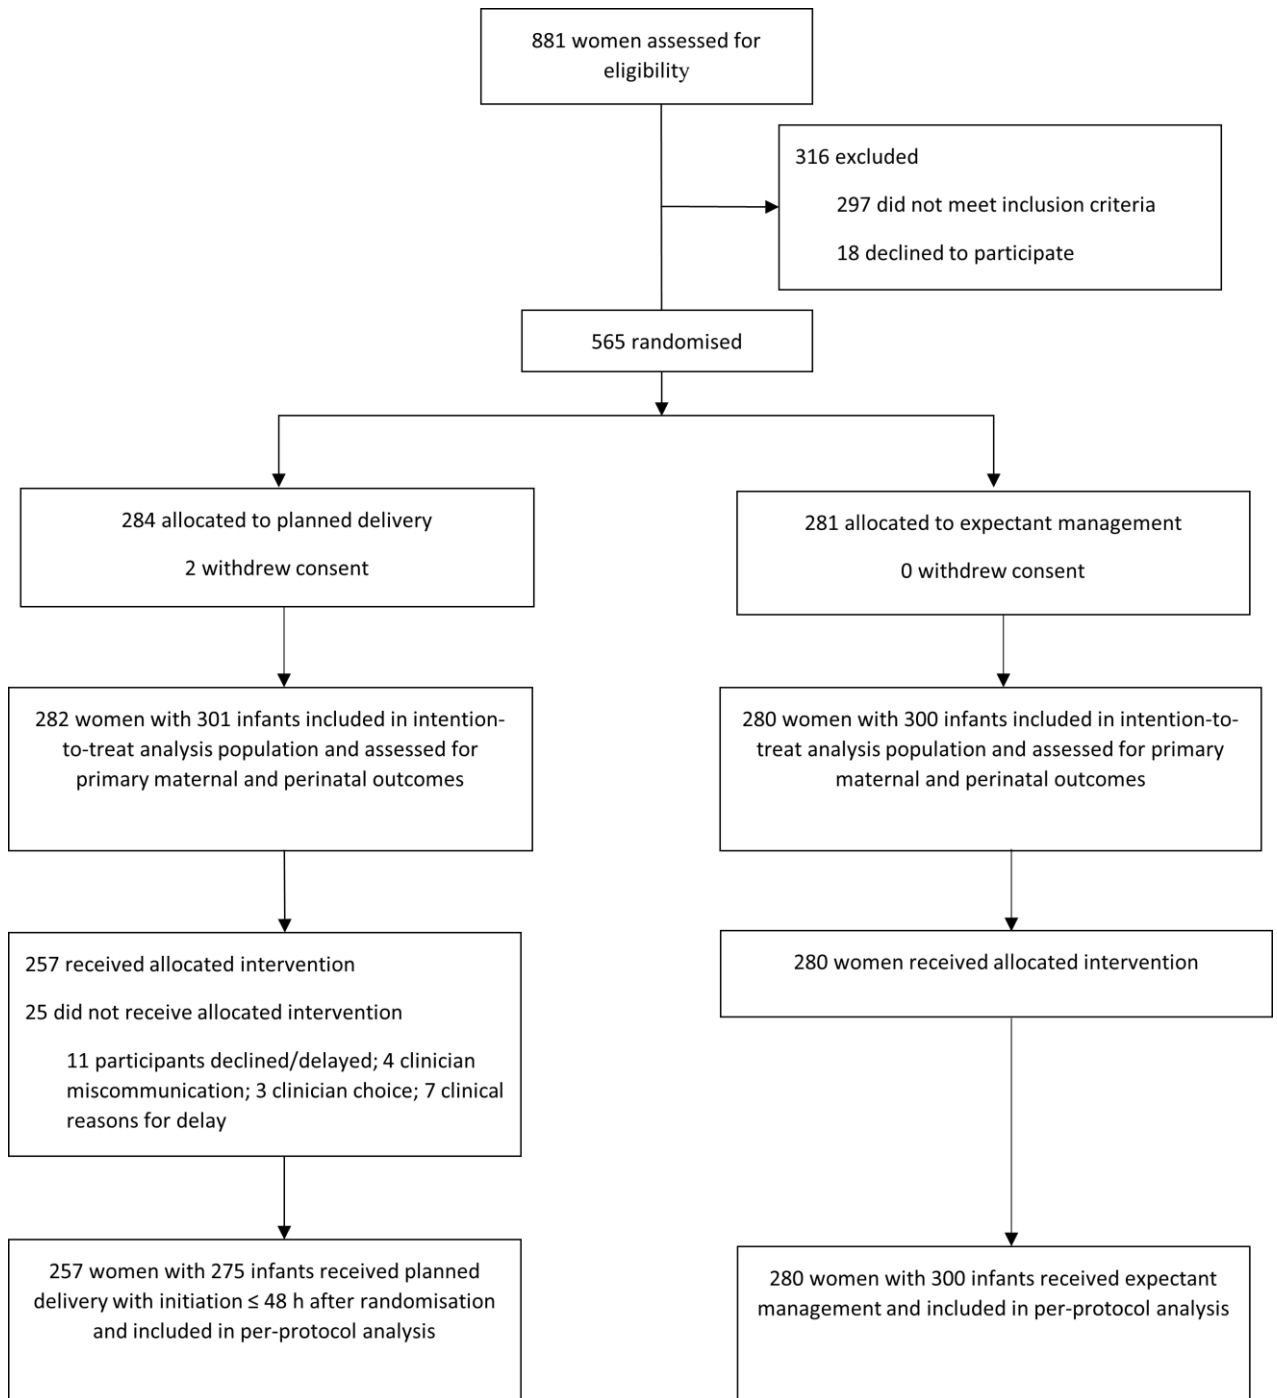 881 women assessed for
eligibility
316 excluded
297 did not meet inclusion criteria
18 declined to participate
565 randomised
284 allocated to planned delivery
2 withdrew consent
281 allocated to expectant management
0 withdrew consent
282 women with 301 infants included in intention-
to-treat analysis population and assessed for
primary maternal and perinatal outcomes
280 women with 300 infants included in intention-to-
treat analysis population and assessed for primary
maternal and perinatal outcomes
257 received allocated intervention
25 did not receive allocated intervention
11 participants declined/delayed; 4 clinician
miscommunication; 3 clinician choice; 7 clinical
reasons for delay
280 women received allocated intervention
257 women with 275 infants received planned
delivery with initiation ≤ 48 h after randomisation
and included in per-protocol analysis
280 women with 300 infants received expectant
management and included in per-protocol analysis